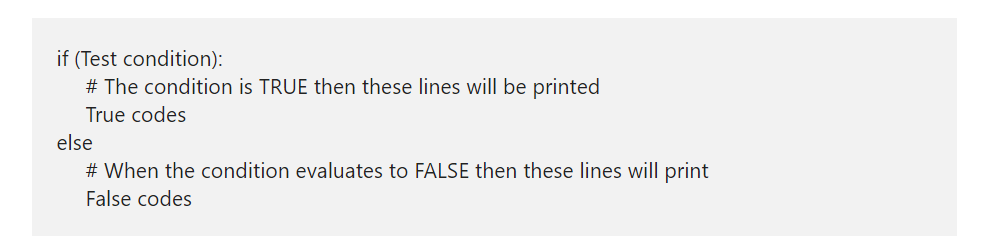 if (Test condition):
# The condition is TRUE then these lines will be printed
True codes
else
# When the condition evaluates to FALSE then these lines will print
False codes